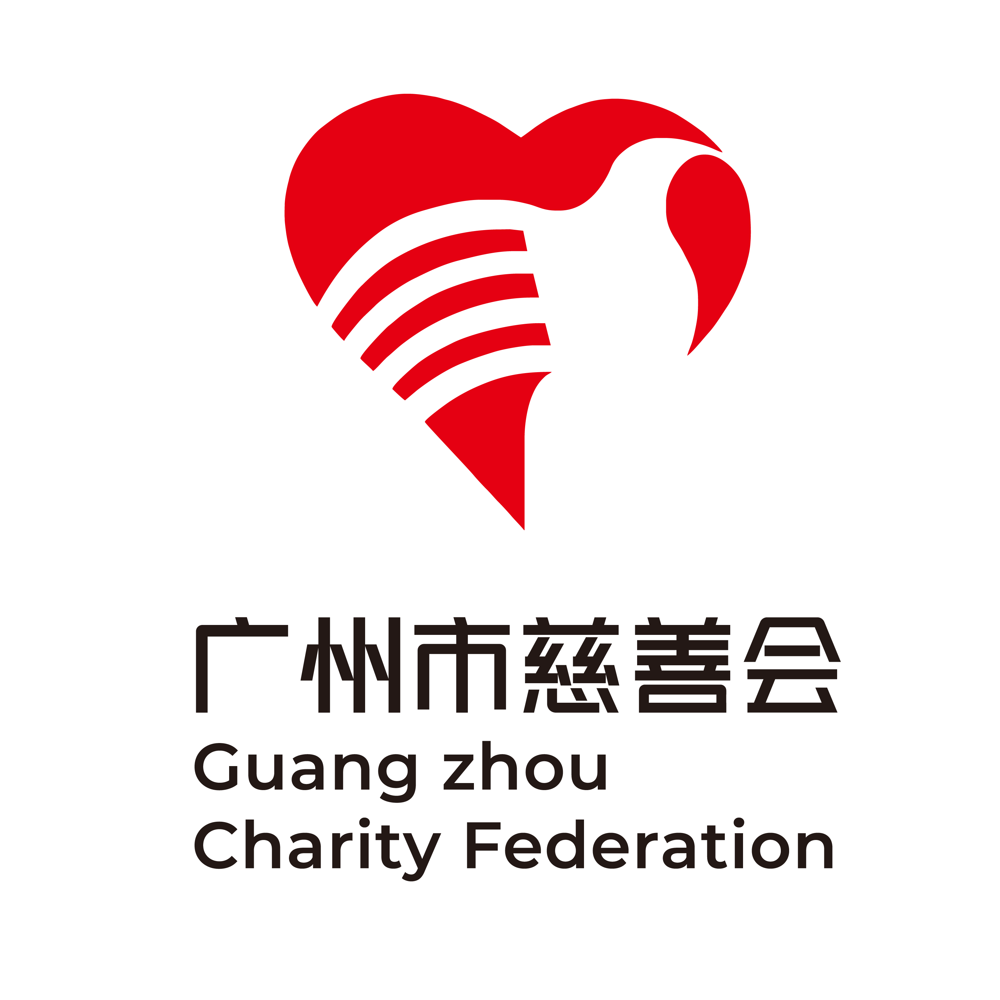 广州市慈善会
Guang zhou
Charity Federation